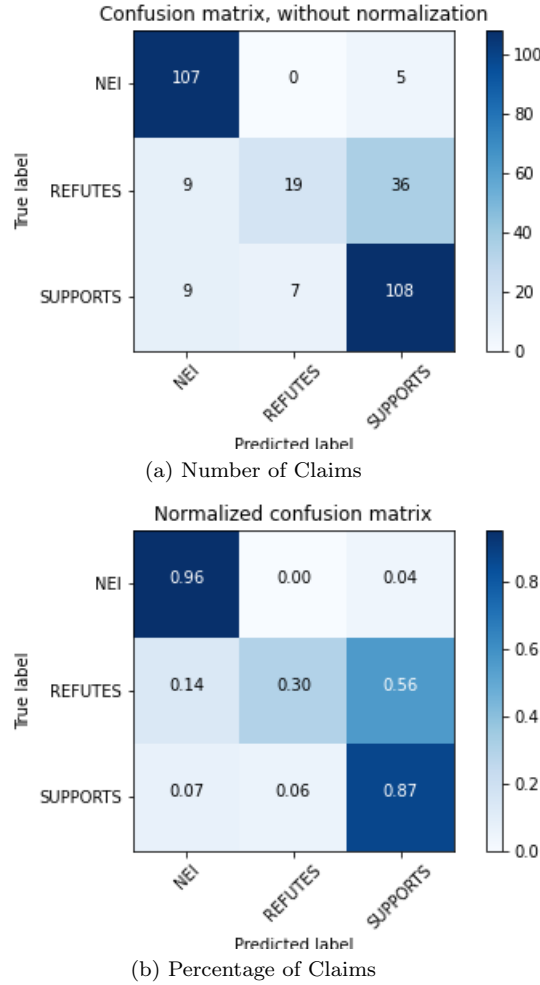 Confusion matrix, without normalization
NEI 107 0 5
REFUTES 9 19 36
SUPPORTS 9 7 108
True label
NEI REFUTES SUPPORTS
Predicted label
100
80
60
40
20
0
(a) Number of Claims
Normalized confusion matrix
NEI 0.96 0.00 0.04
REFUTES 0.14 0.30 0.56
SUPPORTS 0.07 0.06 0.87
True label
NEI REFUTES SUPPORTS
Predicted label
0.8
0.6
0.4
0.2
0.0
(b) Percentage of Claims